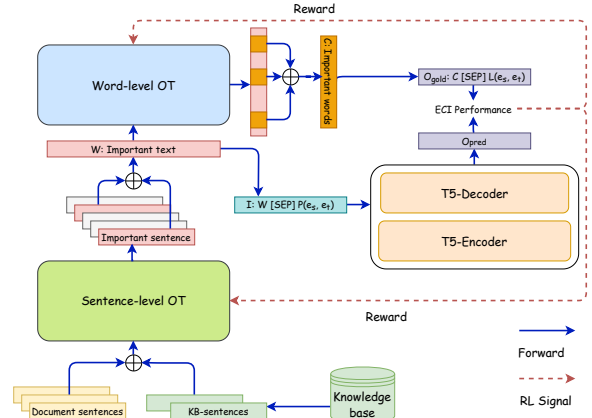 Reward
Word-level OT
C: Important
words
O_gold: C [SEP] L(e_s, e_t)
ECI Performance
W: Important text
O_pred
I: W [SEP] P(e_s, e_t)
T5-Decoder
T5-Encoder
Important sentence
Sentence-level OT
Reward
Forward
RL Signal
Document sentences
KB-sentences
Knowledge
base